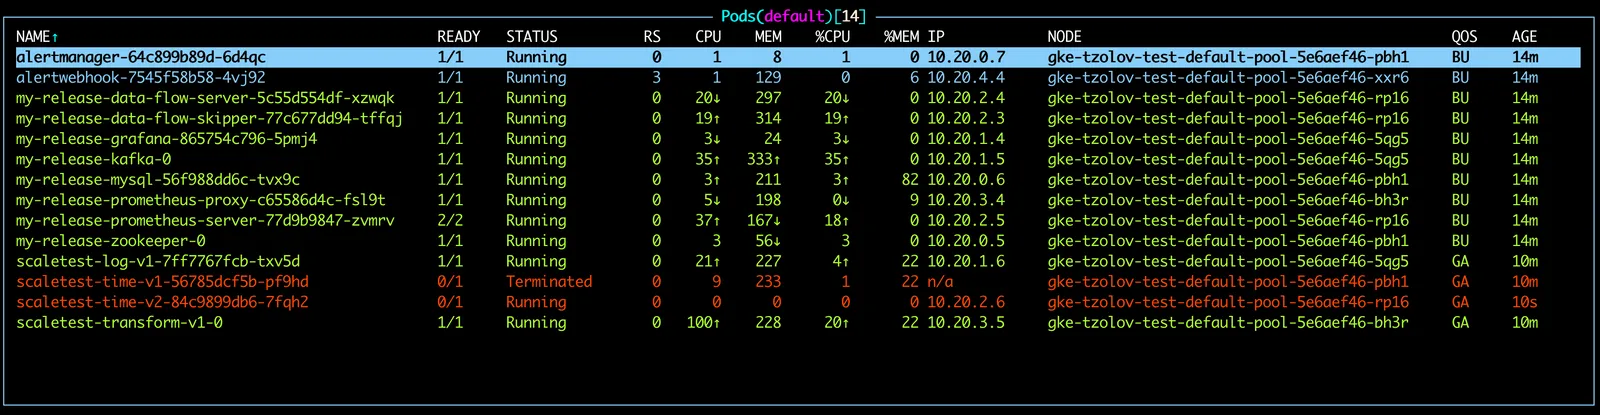 Pods(default)[14]
NAME↑ READY STATUS RS CPU MEM %CPU %MEM IP NODE QOS AGE
alertmanager-64c899b89d-6d4qc 1/1 Running 0 1 8 1 0 10.20.0.7 gke-tzolov-test-default-pool-5e6aef46-pbh1 BU 14m
alertwebhook-7545f58b58-4vj92 1/1 Running 3 1 129 0 6 10.20.4.4 gke-tzolov-test-default-pool-5e6aef46-xxr6 BU 14m
my-release-data-flow-server-5c55d554df-xzwqk 1/1 Running 0 20↓ 297 20↓ 0 10.20.2.4 gke-tzolov-test-default-pool-5e6aef46-rp16 BU 14m
my-release-data-flow-skipper-77c677dd94-tffqj 1/1 Running 0 19↑ 314 19↑ 0 10.20.2.3 gke-tzolov-test-default-pool-5e6aef46-rp16 BU 14m
my-release-grafana-865754c796-5pmj4 1/1 Running 0 3↓ 24 3↓ 0 10.20.1.4 gke-tzolov-test-default-pool-5e6aef46-5qg5 BU 14m
my-release-kafka-0 1/1 Running 0 35↑ 333↑ 35↑ 0 10.20.1.5 gke-tzolov-test-default-pool-5e6aef46-5qg5 BU 14m
my-release-mysql-56f988dd6c-tvx9c 1/1 Running 0 3↑ 211 3↑ 82 10.20.0.6 gke-tzolov-test-default-pool-5e6aef46-pbh1 BU 14m
my-release-prometheus-proxy-c65586d4c-fsl9t 1/1 Running 0 5↓ 198 0↓ 9 10.20.3.4 gke-tzolov-test-default-pool-5e6aef46-bh3r BU 14m
my-release-prometheus-server-77d9b9847-zvmrv 2/2 Running 0 37↑ 167↓ 18↑ 0 10.20.2.5 gke-tzolov-test-default-pool-5e6aef46-rp16 BU 14m
my-release-zookeeper-0 1/1 Running 0 3 56↓ 3 0 10.20.0.5 gke-tzolov-test-default-pool-5e6aef46-pbh1 BU 14m
scaletest-log-v1-7ff7767fcb-txv5d 1/1 Running 0 21↑ 227 4↑ 22 10.20.1.6 gke-tzolov-test-default-pool-5e6aef46-5qg5 GA 10m
scaletest-time-v1-56785dcf5b-pf9hd 0/1 Terminated 0 9 233 1 22 n/a gke-tzolov-test-default-pool-5e6aef46-pbh1 GA 10m
scaletest-time-v2-84c9899db6-7fqh2 0/1 Running 0 0 0 0 0 10.20.2.6 gke-tzolov-test-default-pool-5e6aef46-rp16 GA 10s
scaletest-transform-v1-0 1/1 Running 0 100↑ 228 20↑ 22 10.20.3.5 gke-tzolov-test-default-pool-5e6aef46-bh3r GA 10m